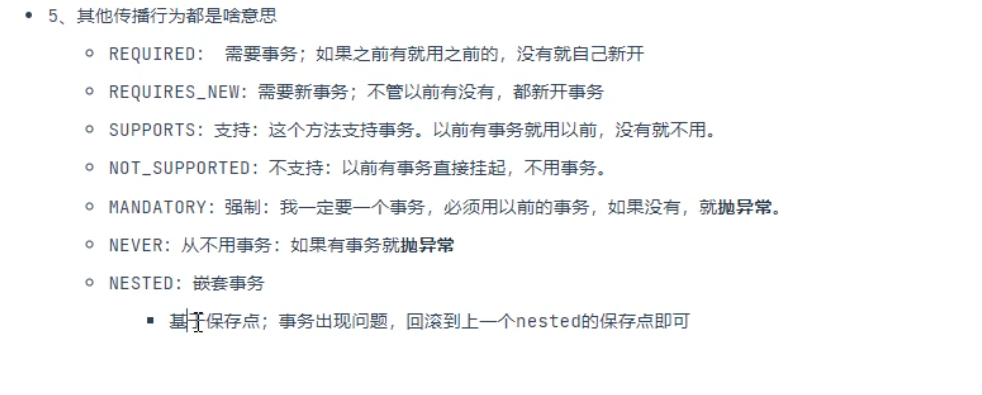 5、其他传播行为都是啥意思
REQUIRED： 需要事务；如果之前有就用之前的，没有就自己新开
REQUIRES_NEW：需要新事务；不管以前有没有，都新开事务
SUPPORTS：支持：这个方法支持事务。以前有事务就用以前，没有就不用。
NOT_SUPPORTED：不支持：以前有事务直接挂起，不用事务。
MANDATORY：强制：我一定要一个事务，必须用以前的事务，如果没有，就抛异常。
NEVER：从不用事务：如果有事务就抛异常
NESTED：嵌套事务
基于保存点；事务出现问题，回滚到上一个nested的保存点即可